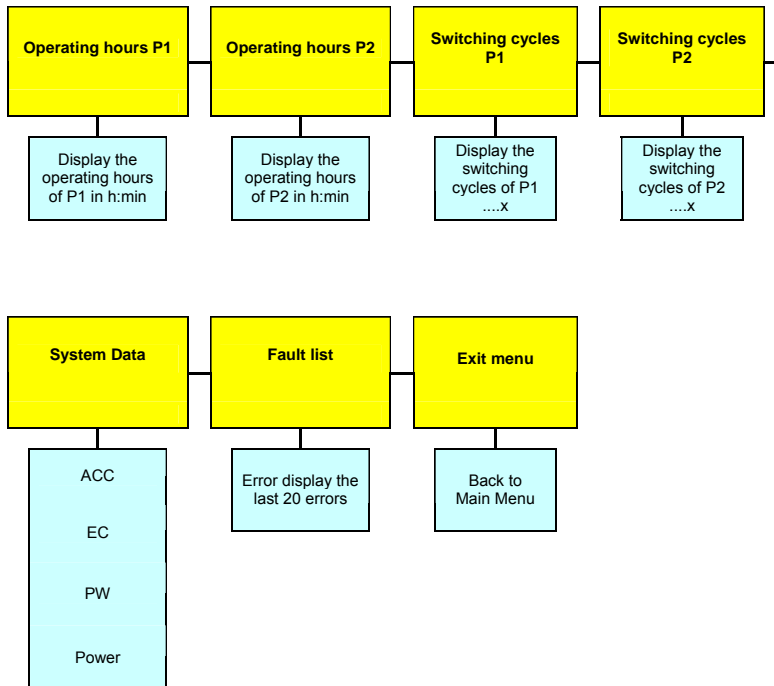 Operating hours P1
Operating hours P2
Switching cycles
P1
Switching cycles
P2
Display the
operating hours
of P1 in h:min
Display the
operating hours
of P2 in h:min
Display the
switching
cycles of P1
....x
Display the
switching
cycles of P2
....x
System Data
Fault list
Exit menu
ACC
EC
PW
Power
Error display the
last 20 errors
Back to
Main Menu